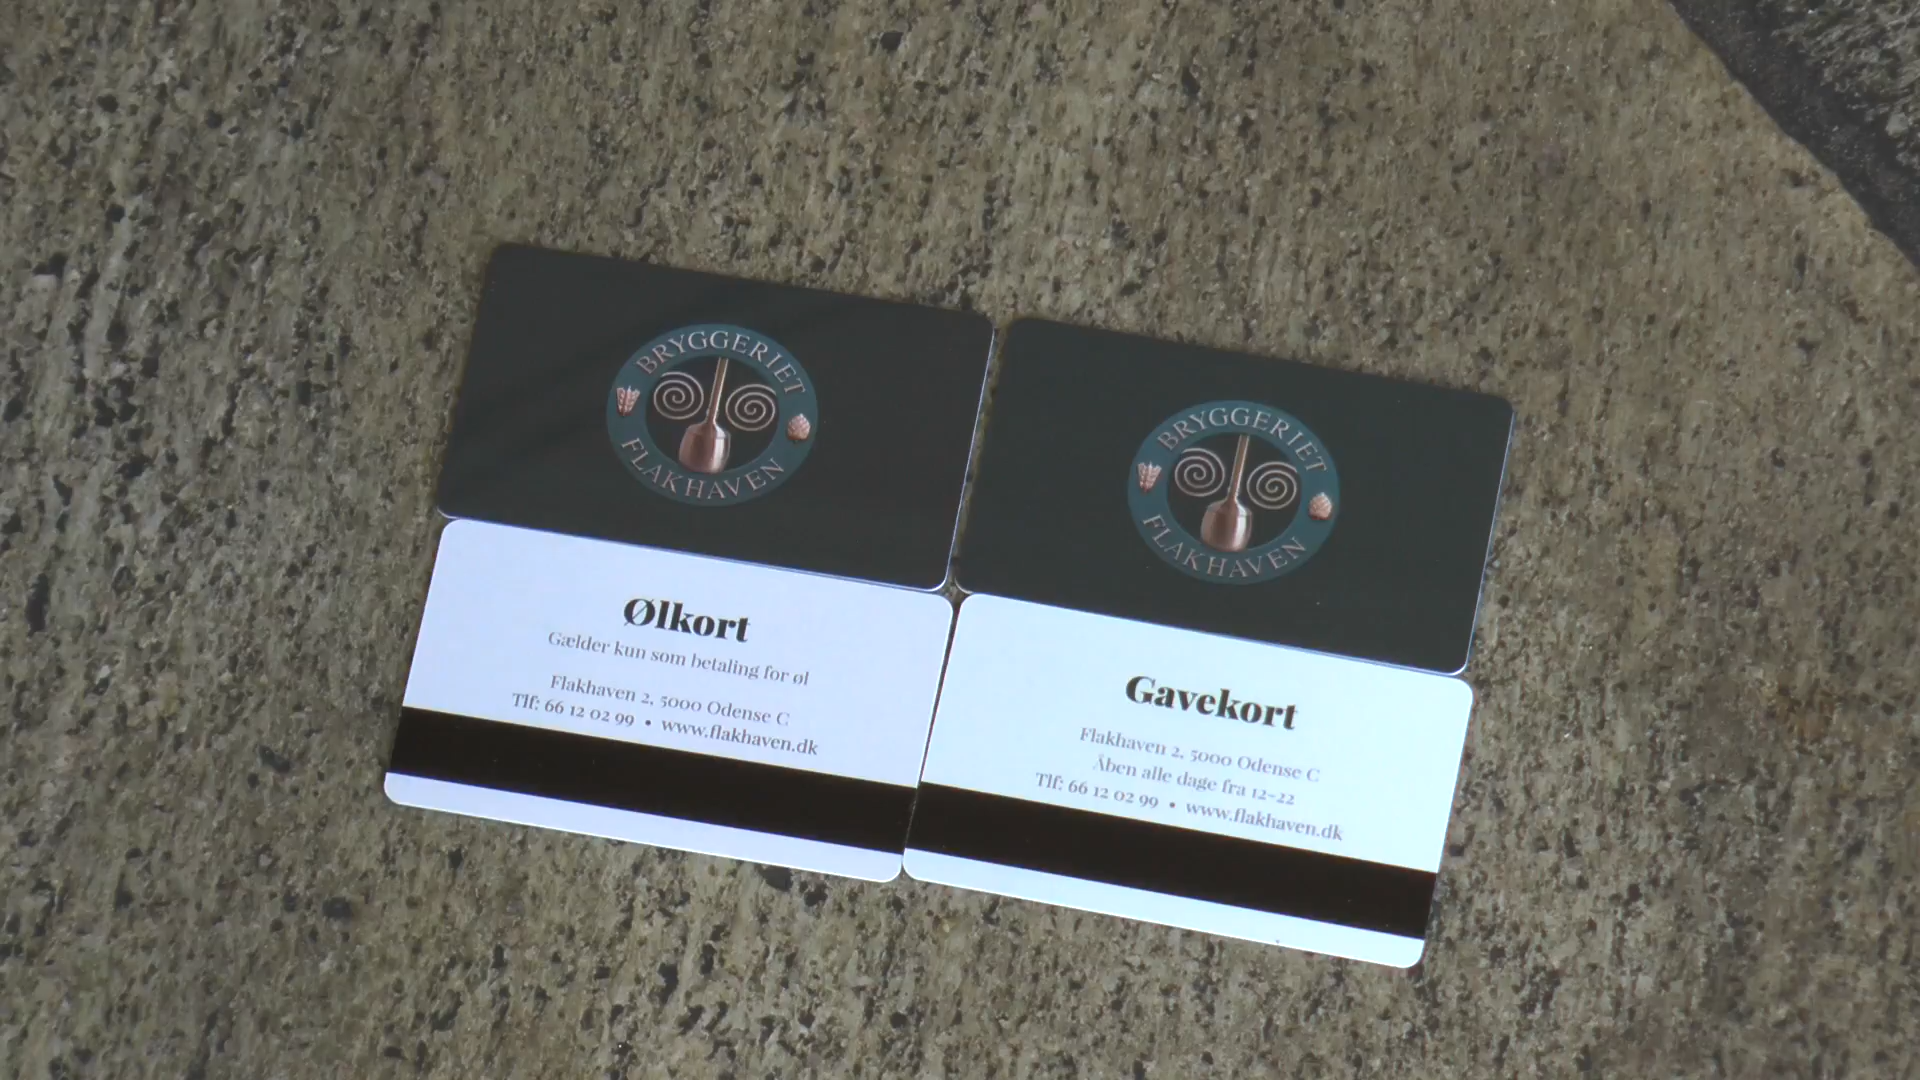 BRYGGERIET
FLAKHAVEN
BRYGGERIET
FLAKHAVEN
Ølkort
Gælder kun som betaling for øl
Flakhaven 2, 5000 Odense C
Tlf: 66 12 02 99 • www.flakhaven.dk
Gavekort
Flakhaven 2, 5000 Odense C
Åben alle dage fra 12-22
Tlf: 66 12 02 99 • www.flakhaven.dk